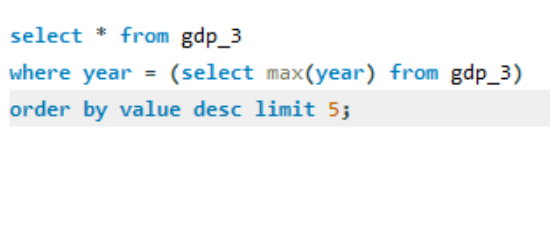 select * from gdp_3
where year = (select max(year) from gdp_3)
order by value desc limit 5;